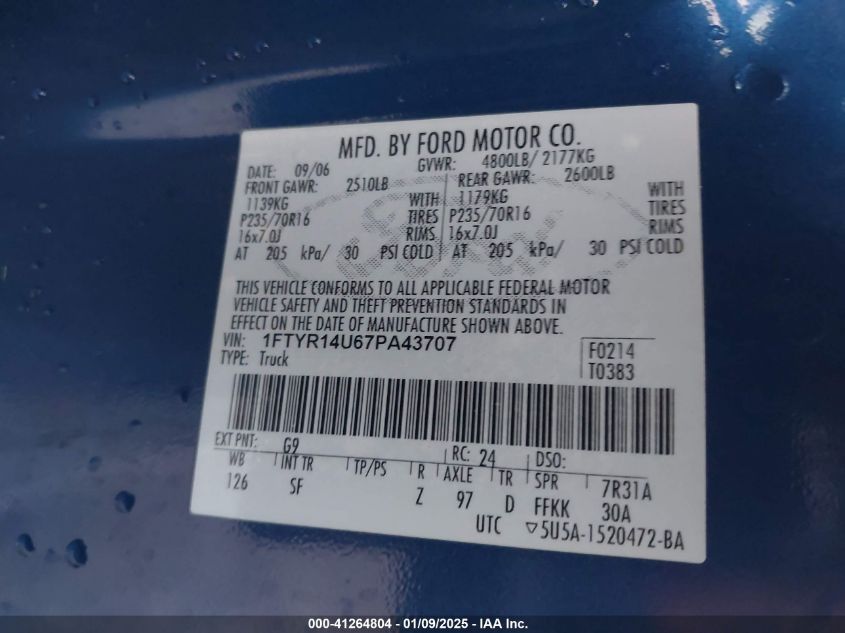 MFD. BY FORD MOTOR CO.
DATE: 09/06 GVWR: 4800LB/ 2177KG
FRONT GAWR: 2510LB REAR GAWR: 2600LB
1139KG WITH 1179KG WITH
P235/70R16 TIRES P235/70R16 TIRES
16x7.0J RIMS 16x7.0J RIMS
AT 205 kPa/ 30 PSI COLD AT 205 kPa/ 30 PSI COLD
THIS VEHICLE CONFORMS TO ALL APPLICABLE FEDERAL MOTOR
VEHICLE SAFETY AND THEFT PREVENTION STANDARDS IN
EFFECT ON THE DATE OF MANUFACTURE SHOWN ABOVE.
VIN: 1FTYR14U67PA43707 F0214
TYPE: Truck T0383
EXT PNT: G9 RC: 24 DSO:
WB INT TR TP/PS R AXLE TR SPR 7R31A
126 SF Z 97 D FFKK 30A
UTC ▽5U5A-1520472-BA
000-41264804 - 01/09/2025 - IAA Inc.